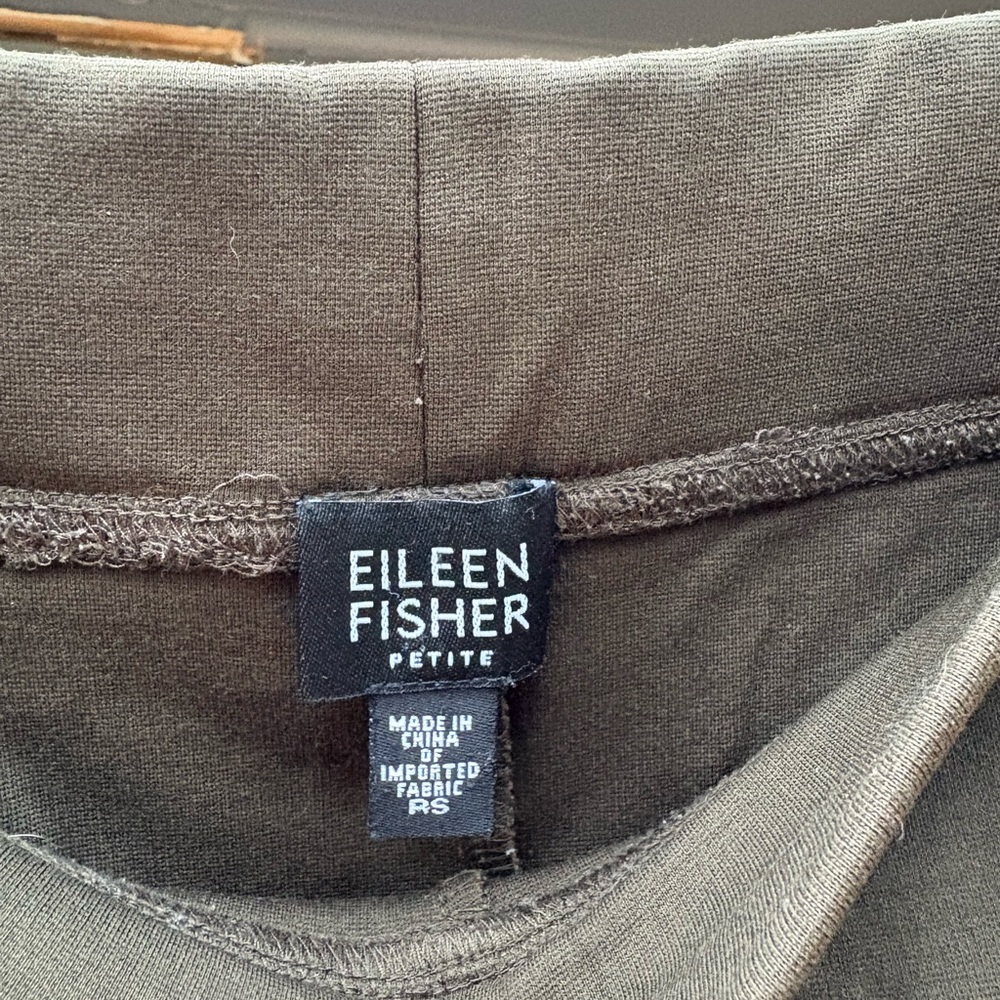 EILEEN
FISHER
PETITE
MADE IN
CHINA
OF
IMPORTED
FABRIC
RS